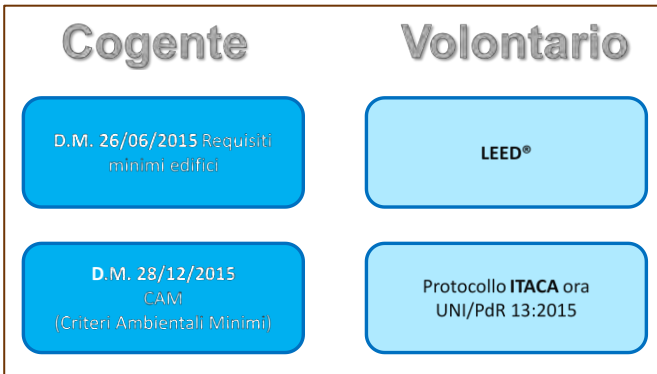 Cogente
Volontario
D.M. 26/06/2015 Requisiti
minimi edifici
LEED®
D.M. 28/12/2015
CAM
(Criteri Ambientali Minimi)
Protocollo ITACA ora
UNI/PdR 13:2015